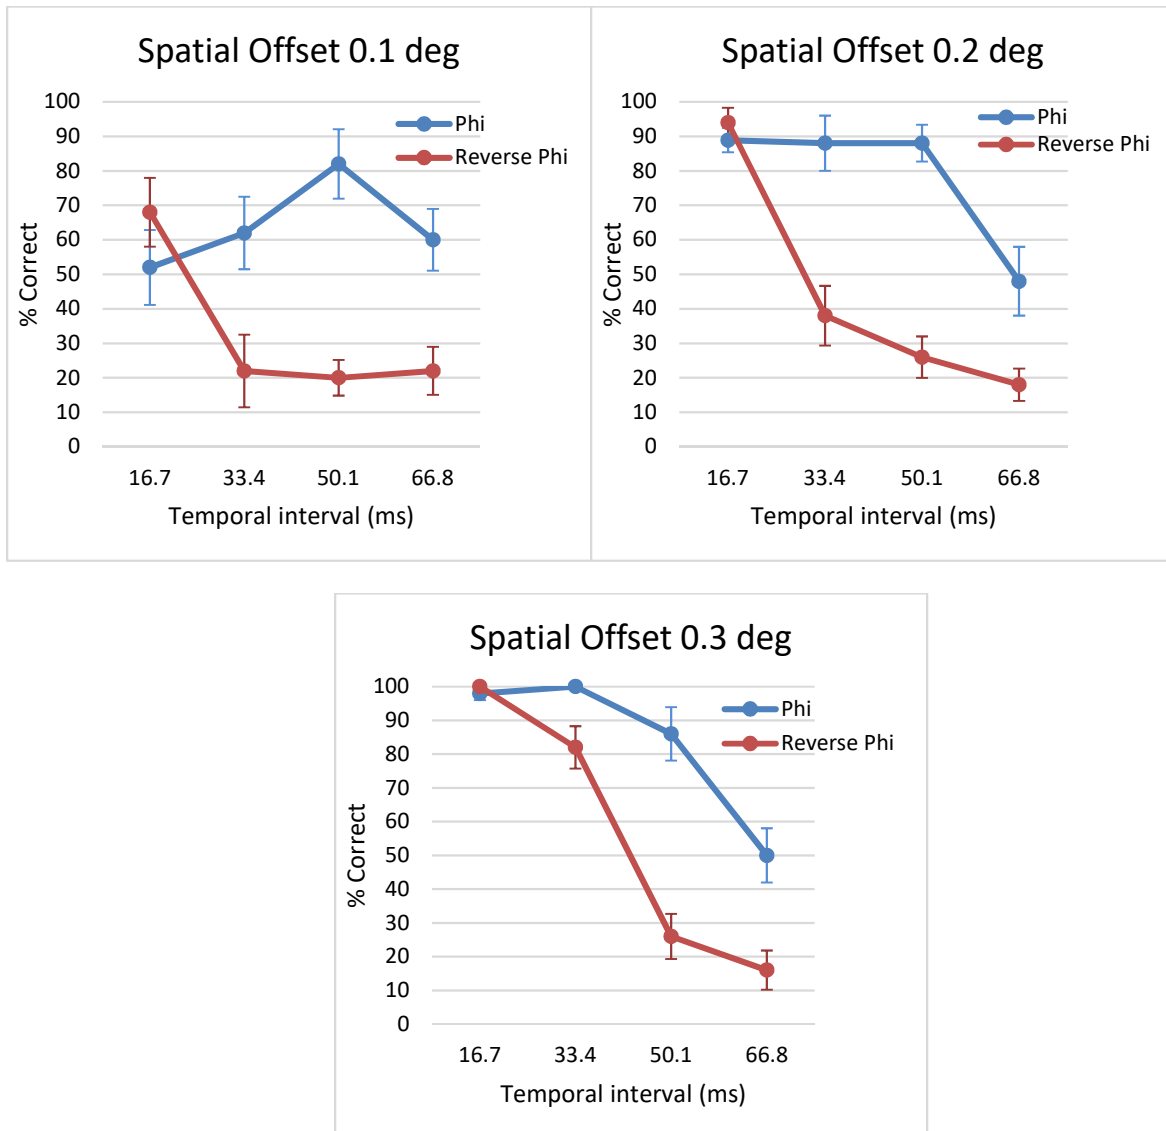 Spatial Offset 0.1 deg
100
90
80
70
60
50
40
30
20
10
0
% Correct
Phi
Reverse Phi
16.7 33.4 50.1 66.8
Temporal interval (ms)
Spatial Offset 0.2 deg
100
90
80
70
60
50
40
30
20
10
0
% Correct
Phi
Reverse Phi
16.7 33.4 50.1 66.8
Temporal interval (ms)
Spatial Offset 0.3 deg
100
90
80
70
60
50
40
30
20
10
0
% Correct
Phi
Reverse Phi
16.7 33.4 50.1 66.8
Temporal interval (ms)